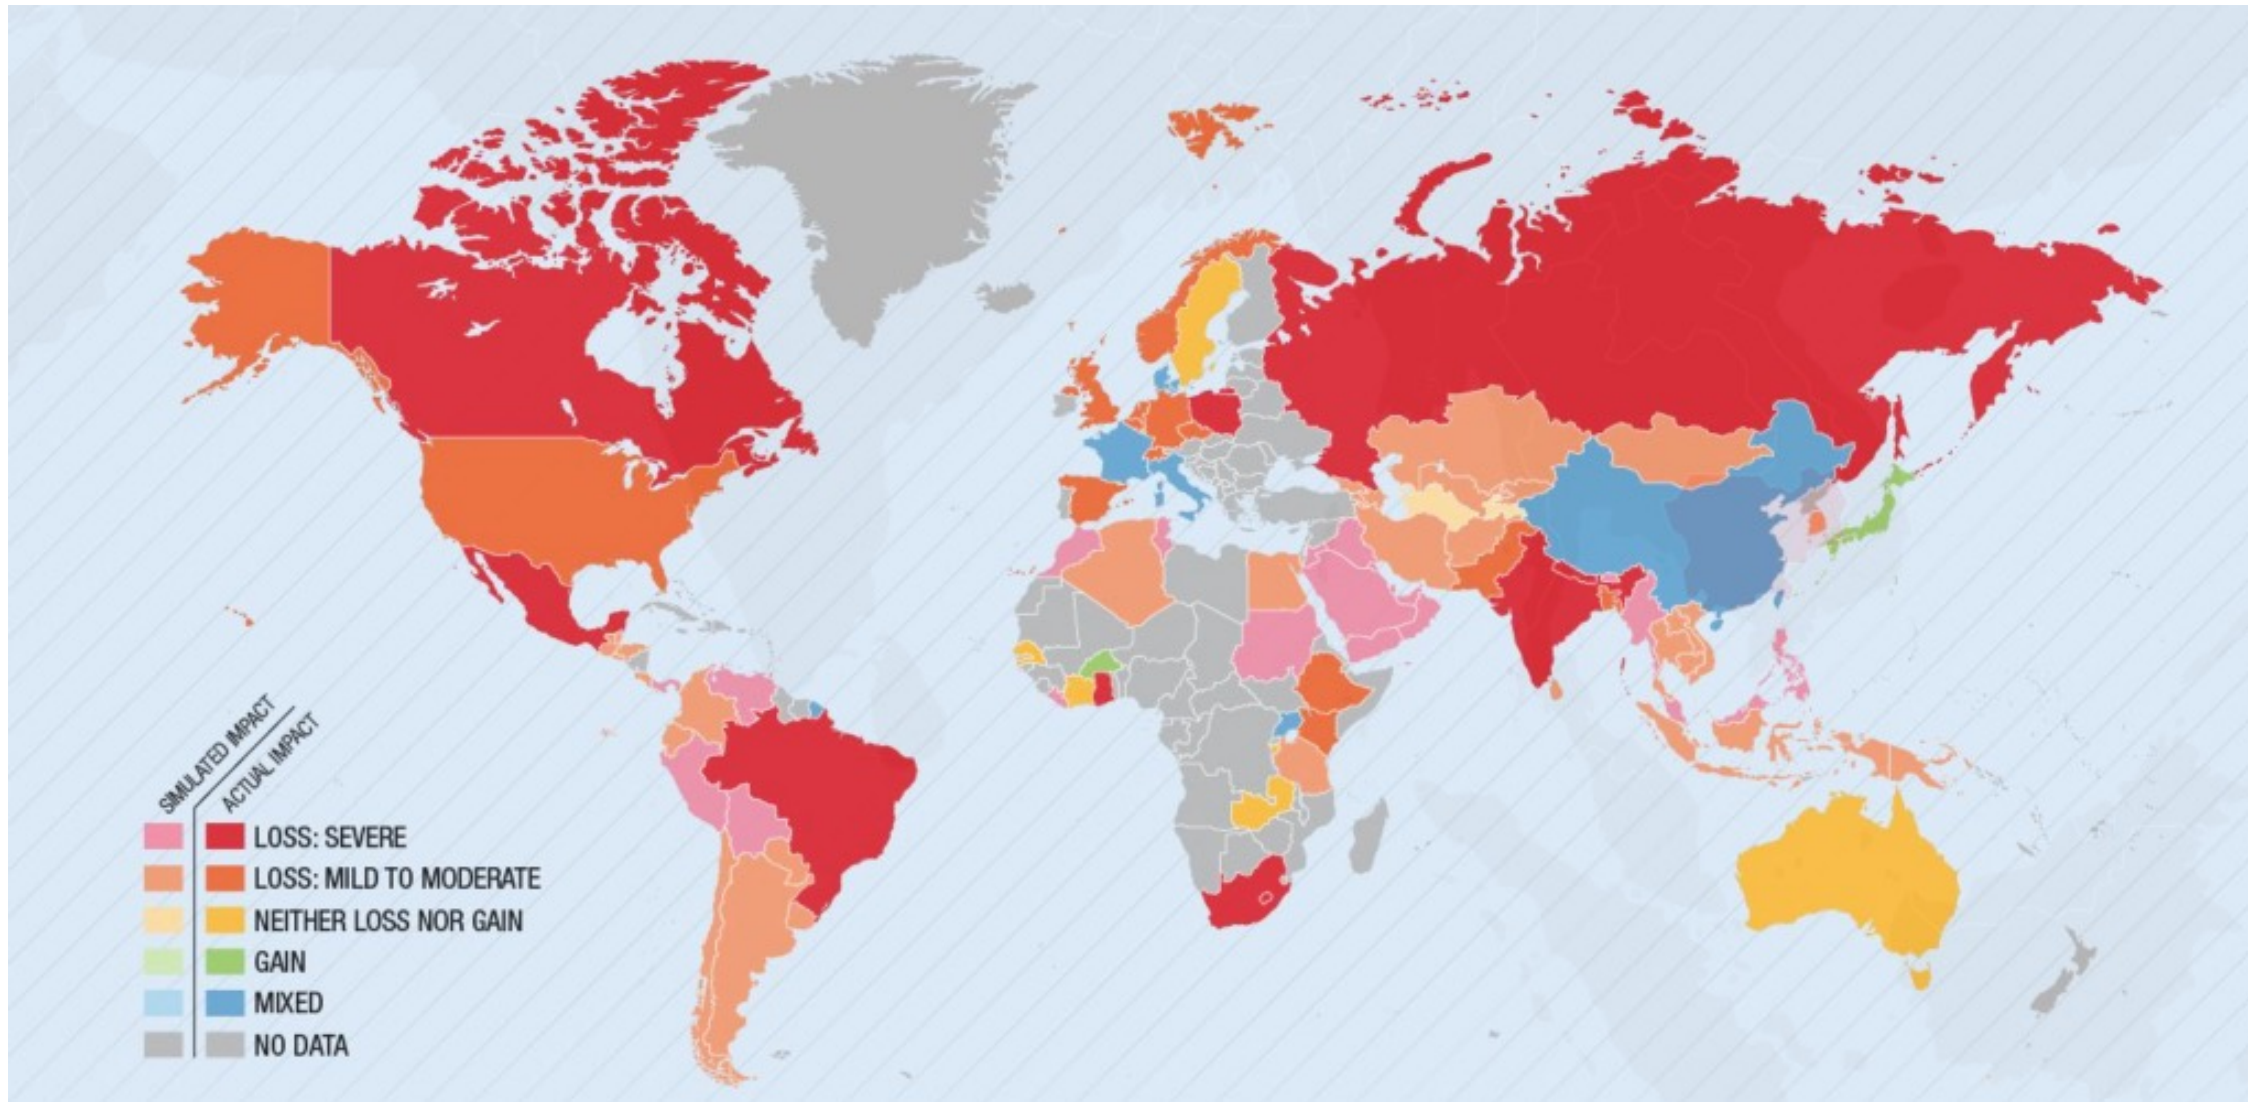 SIMULATED IMPACT
ACTUAL IMPACT
LOSS: SEVERE
LOSS: MILD TO MODERATE
NEITHER LOSS NOR GAIN
GAIN
MIXED
NO DATA